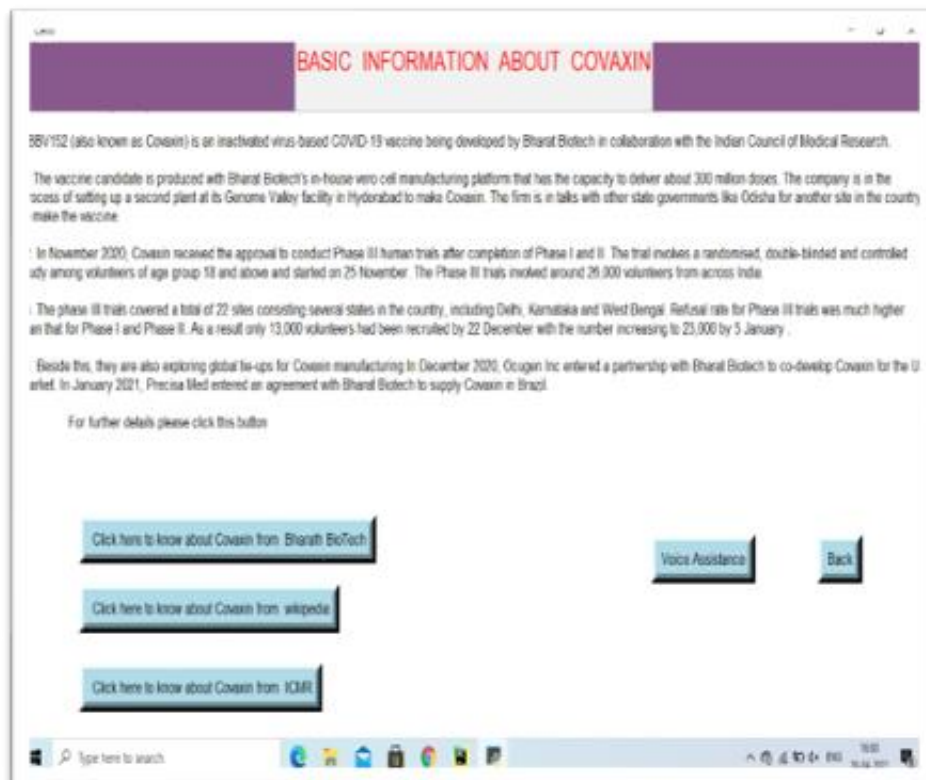 BASIC INFORMATION ABOUT COVAXIN
BBV152 (also known as Covaxin) is an inactivated virus-based COVID-19 vaccine being developed by Bharat Biotech in collaboration with the Indian Council of Medical Research.
The vaccine candidate is produced with Bharat Biotech's in-house vero cell manufacturing platform that has the capacity to deliver about 300 million doses. The company is in the
ocess of setting up a second plant at its Genome Valley facility in Hyderabad to make Covaxin. The firm is in talks with other state governments like Odisha for another site in the country
make the vaccine.
In November 2020, Covaxin received the approval to conduct Phase III human trials after completion of Phase I and II. The trial involves a randomised, double-blinded and controlled
udy among volunteers of age group 18 and above and started on 25 November. The Phase III trials involved around 26,000 volunteers from across India.
The phase III trials covered a total of 22 sites consisting several states in the country, including Delhi, Karnataka and West Bengal. Refusal rate for Phase III trials was much higher
an that for Phase I and Phase II. As a result only 13,000 volunteers had been recruited by 22 December with the number increasing to 23,000 by 5 January .
Beside this, they are also exploring global tie-ups for Covaxin manufacturing In December 2020, Ocugen Inc entered a partnership with Bharat Biotech to co-develop Covaxin for the U
arket. In January 2021, Precisa Med entered an agreement with Bharat Biotech to supply Covaxin in Brazil.
For further details please click this button
Click here to know about Covaxin from Bharath BioTech
Voice Assistance
Back
Click here to know about Covaxin from wikipedia
Click here to know about Covaxin from ICMR
Type here to search
ENG